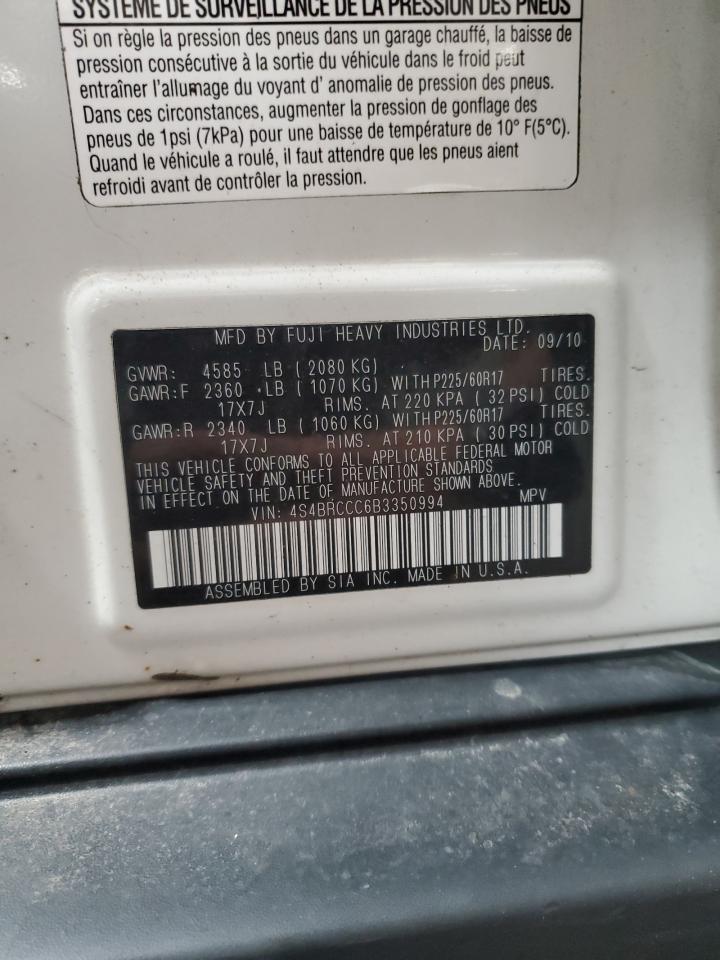 SYSTÈME DE SURVEILLANCE DE LA PRESSION DES PNEUS
Si on règle la pression des pneus dans un garage chauffé, la baisse de
pression consécutive à la sortie du véhicule dans le froid peut
entraîner l'allumage du voyant d' anomalie de pression des pneus.
Dans ces circonstances, augmenter la pression de gonflage des
pneus de 1psi (7kPa) pour une baisse de température de 10° F(5°C).
Quand le véhicule a roulé, il faut attendre que les pneus aient
refroidi avant de contrôler la pression.
MFD BY FUJI HEAVY INDUSTRIES LTD.
DATE: 09/10
GVWR: 4585 LB ( 2080 KG)
GAWR:F 2360 LB ( 1070 KG) WITH P225/60R17 TIRES.
17X7J RIMS. AT 220 KPA ( 32 PSI) COLD
GAWR:R 2340 LB ( 1060 KG) WITH P225/60R17 TIRES.
17X7J RIMS. AT 210 KPA ( 30 PSI) COLD
THIS VEHICLE CONFORMS TO ALL APPLICABLE FEDERAL MOTOR
VEHICLE SAFETY AND THEFT PREVENTION STANDARDS
IN EFFECT ON THE DATE OF MANUFACTURE SHOWN ABOVE.
VIN: 4S4BRCCC6B3350994 MPV
ASSEMBLED BY SIA INC. MADE IN U.S.A.